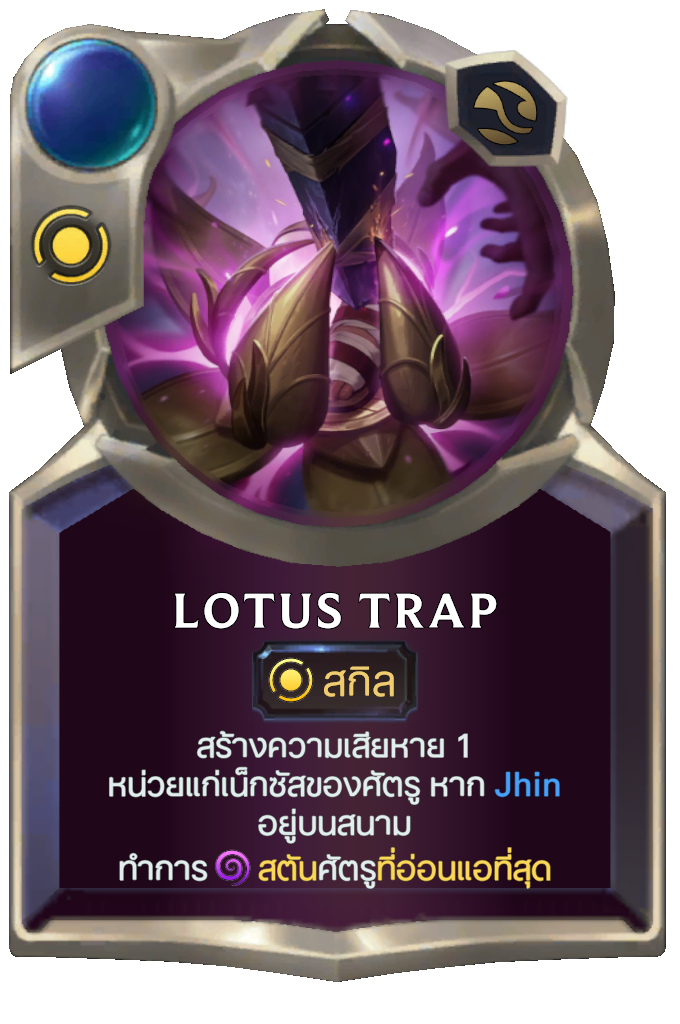 LOTUS TRAP
สกิล
สร้างความเสียหาย 1
หน่วยแก่เน็กซัสของศัตรู หาก Jhin
อยู่บนสนาม
ทำการ สตันศัตรูที่อ่อนแอที่สุด